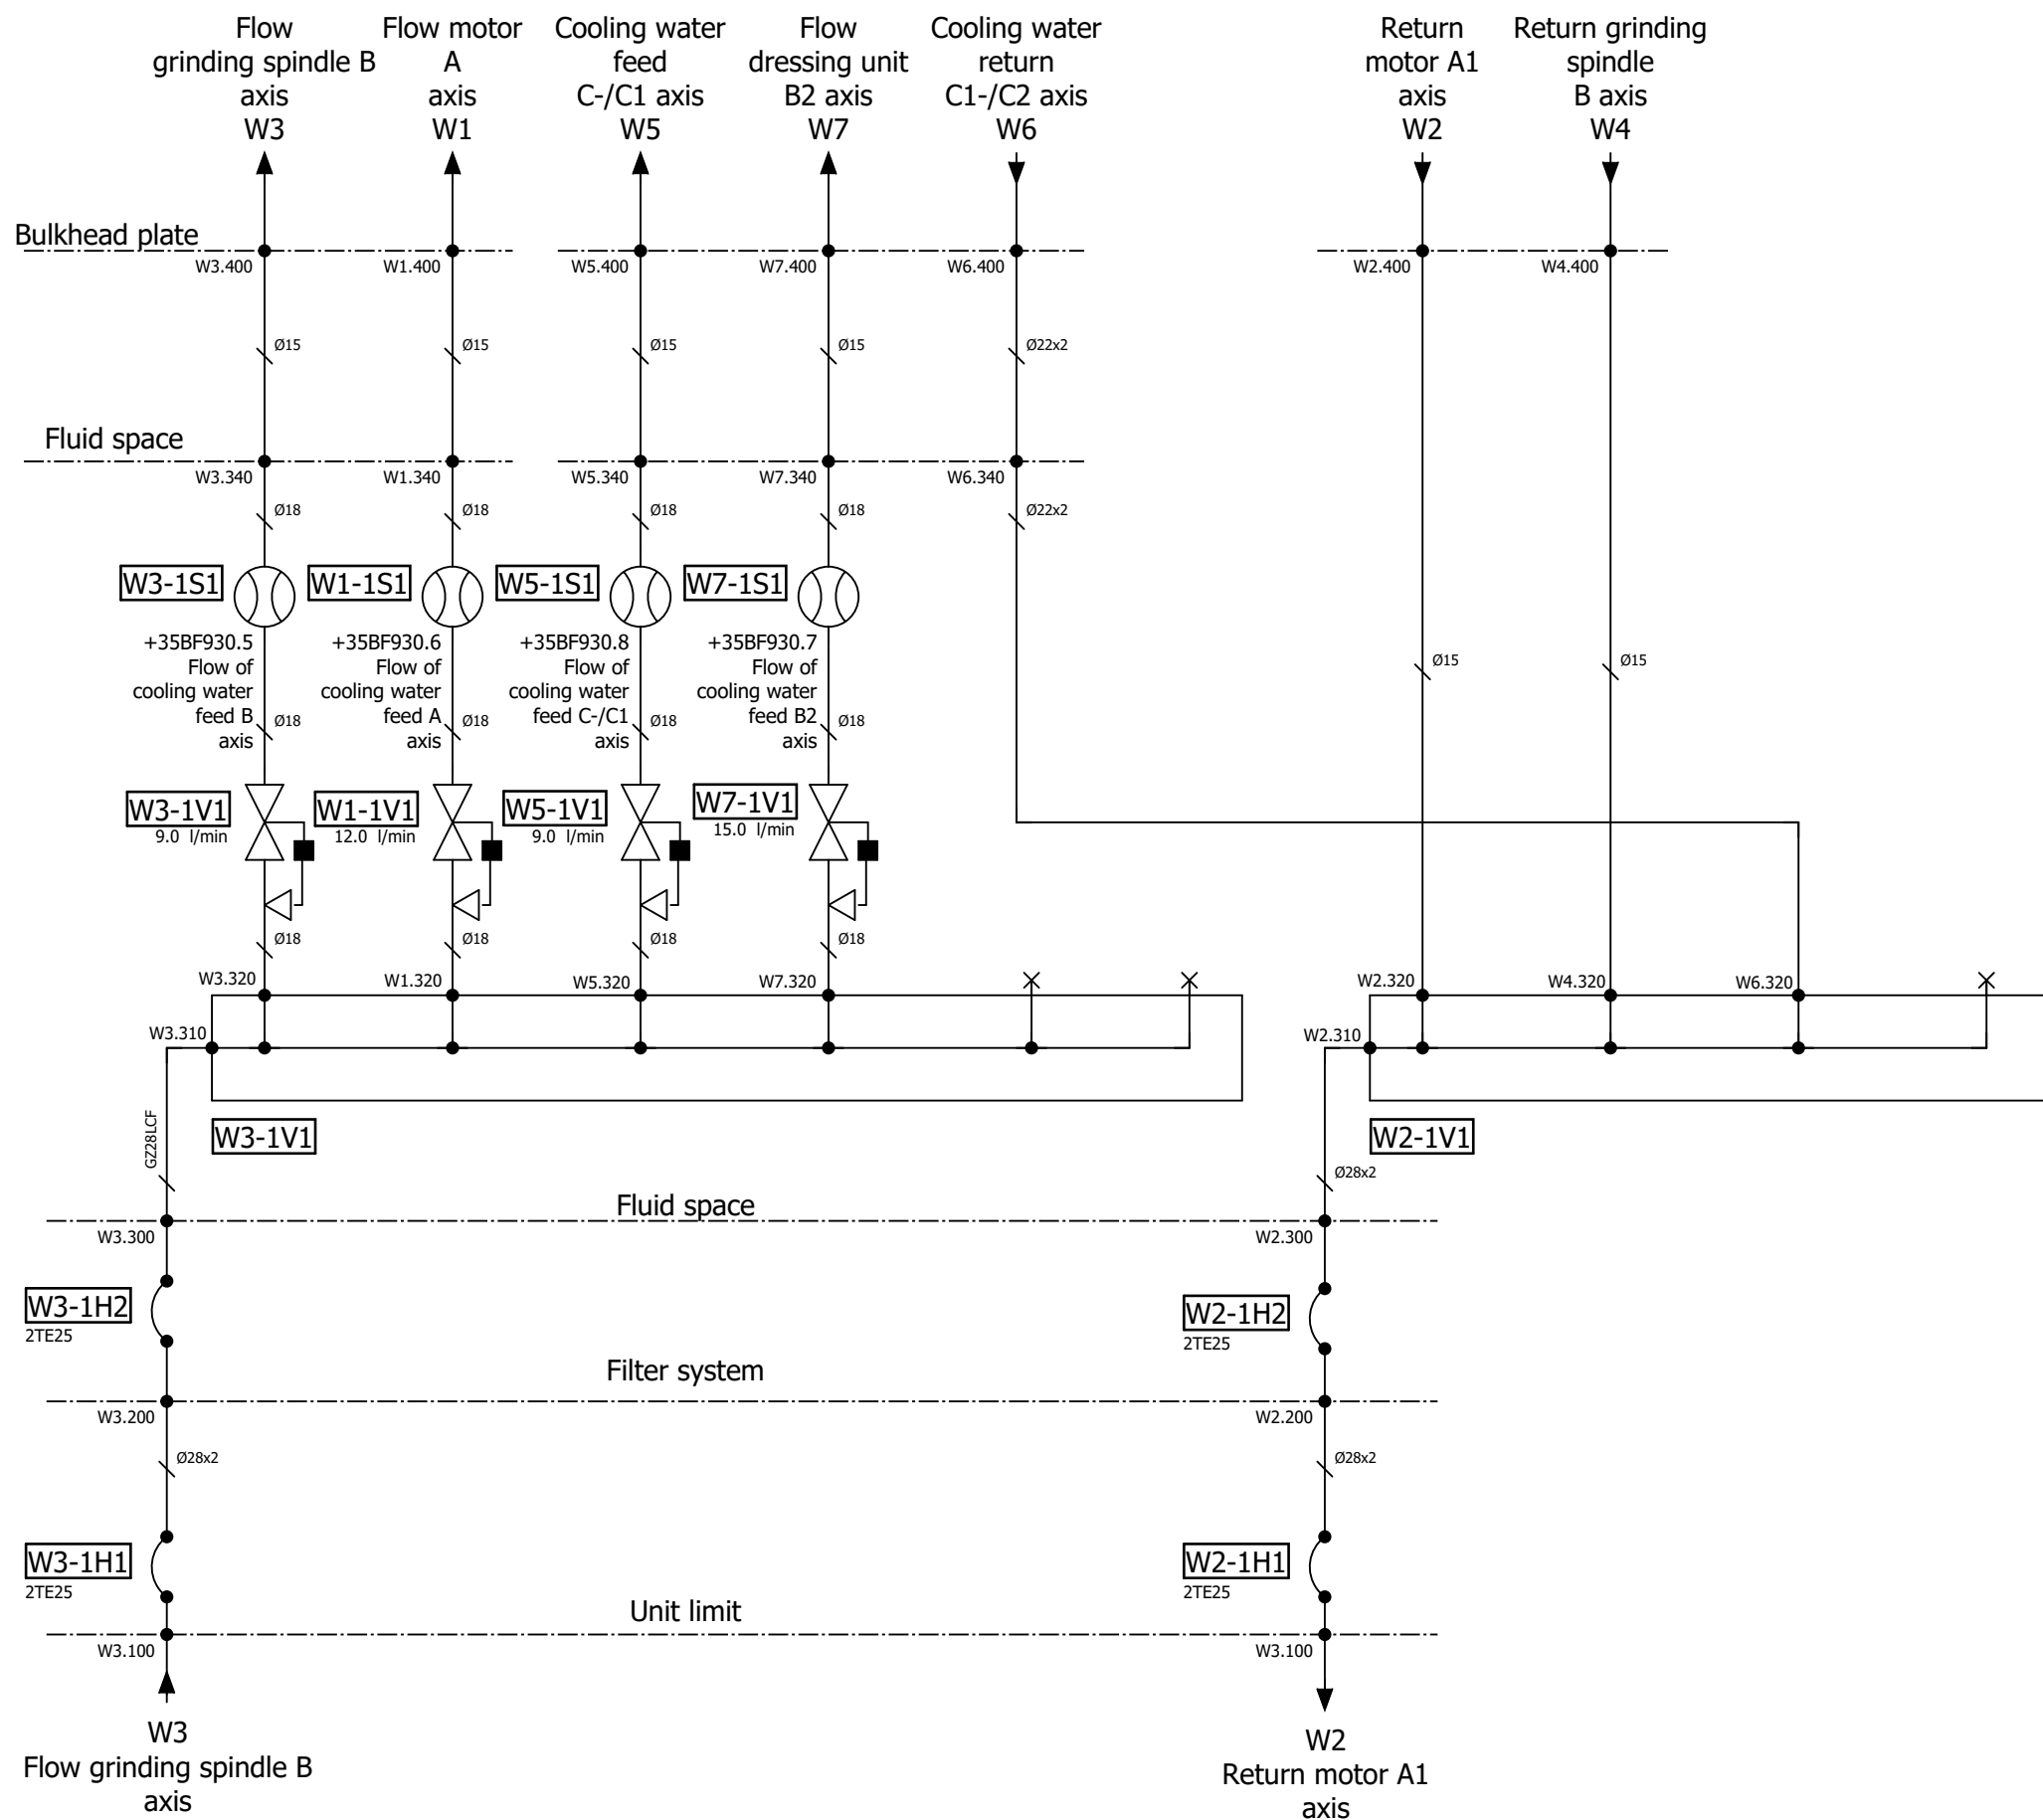 Flow
grinding spindle B
axis
W3
Flow motor
A
axis
W1
Cooling water
feed
C-/C1 axis
W5
Flow
dressing unit
B2 axis
W7
Cooling water
return
C1-/C2 axis
W6
Return
motor A1
axis
W2
Return grinding
spindle
B axis
W4
Bulkhead plate
W3.400
W1.400
W5.400
W7.400
W6.400
W2.400
W4.400
Ø15
Ø15
Ø15
Ø15
Ø22x2
Fluid space
W3.340
W1.340
W5.340
W7.340
W6.340
Ø18
Ø18
Ø18
Ø18
Ø22x2
W3-1S1
W1-1S1
W5-1S1
W7-1S1
+35BF930.5
Flow of
cooling water
feed B
axis
+35BF930.6
Flow of
cooling water
feed A
axis
+35BF930.8
Flow of
cooling water
feed C-/C1
axis
+35BF930.7
Flow of
cooling water
feed B2
axis
Ø15
Ø15
Ø18
Ø18
Ø18
Ø18
W3-1V1
9.0 l/min
W1-1V1
12.0 l/min
W5-1V1
9.0 l/min
W7-1V1
15.0 l/min
Ø18
Ø18
Ø18
Ø18
W3.320
W1.320
W5.320
W7.320
W2.320
W4.320
W6.320
W3.310
W2.310
GZ28LCF
W3-1V1
W2-1V1
Ø28x2
Fluid space
W3.300
W2.300
W3-1H2
2TE25
W2-1H2
2TE25
Filter system
W3.200
W2.200
Ø28x2
Ø28x2
W3-1H1
2TE25
W2-1H1
2TE25
Unit limit
W3.100
W3.100
W3
Flow grinding spindle B
axis
W2
Return motor A1
axis